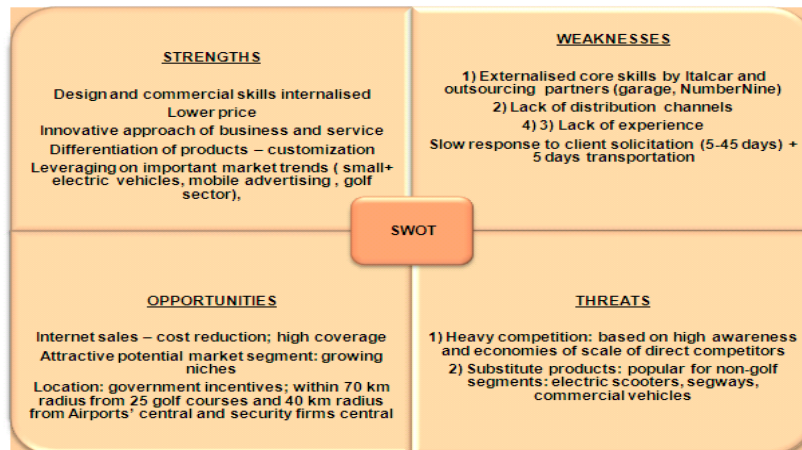 STRENGTHS
Design and commercial skills internalised
Lower price
Innovative approach of business and service
Differentiation of products – customization
Leveraging on important market trends ( small+
electric vehicles, mobile advertising , golf
sector),
WEAKNESSES
1) Externalised core skills by Italcar and
outsourcing partners (garage, NumberNine)
2) Lack of distribution channels
4) 3) Lack of experience
Slow response to client solicitation (5-45 days) +
5 days transportation
SWOT
OPPORTUNITIES
Internet sales – cost reduction; high coverage
Attractive potential market segment: growing
niches
Location: government incentives; within 70 km
radius from 25 golf courses and 40 km radius
from Airports' central and security firms central
THREATS
1) Heavy competition: based on high awareness
and economies of scale of direct competitors
2) Substitute products: popular for non-golf
segments: electric scooters, segways,
commercial vehicles